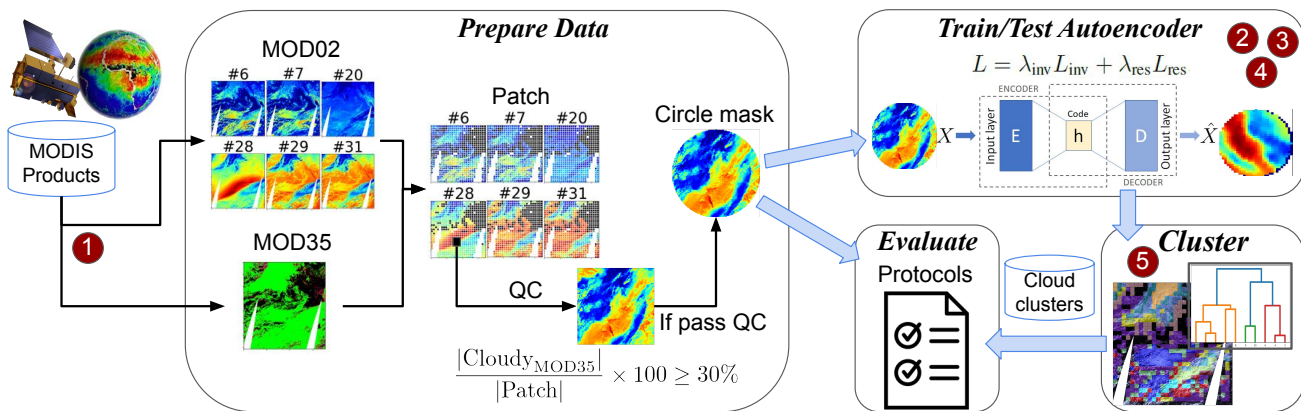 Prepare Data
MODIS
Products
1
MOD02
#6 #7 #20
#28 #29 #31
MOD35
Patch
#6 #7 #20
#28 #29 #31
QC
Circle mask
If pass QC
|Cloudy_MOD35| / |Patch| × 100 ≥ 30%
Train/Test Autoencoder
2 3
4
L = λ_inv L_inv + λ_res L_res
ENCODER
X
Input layer
E
Code
h
D
Output layer
X̂
DECODER
Evaluate
Protocols
Cloud
clusters
Cluster
5